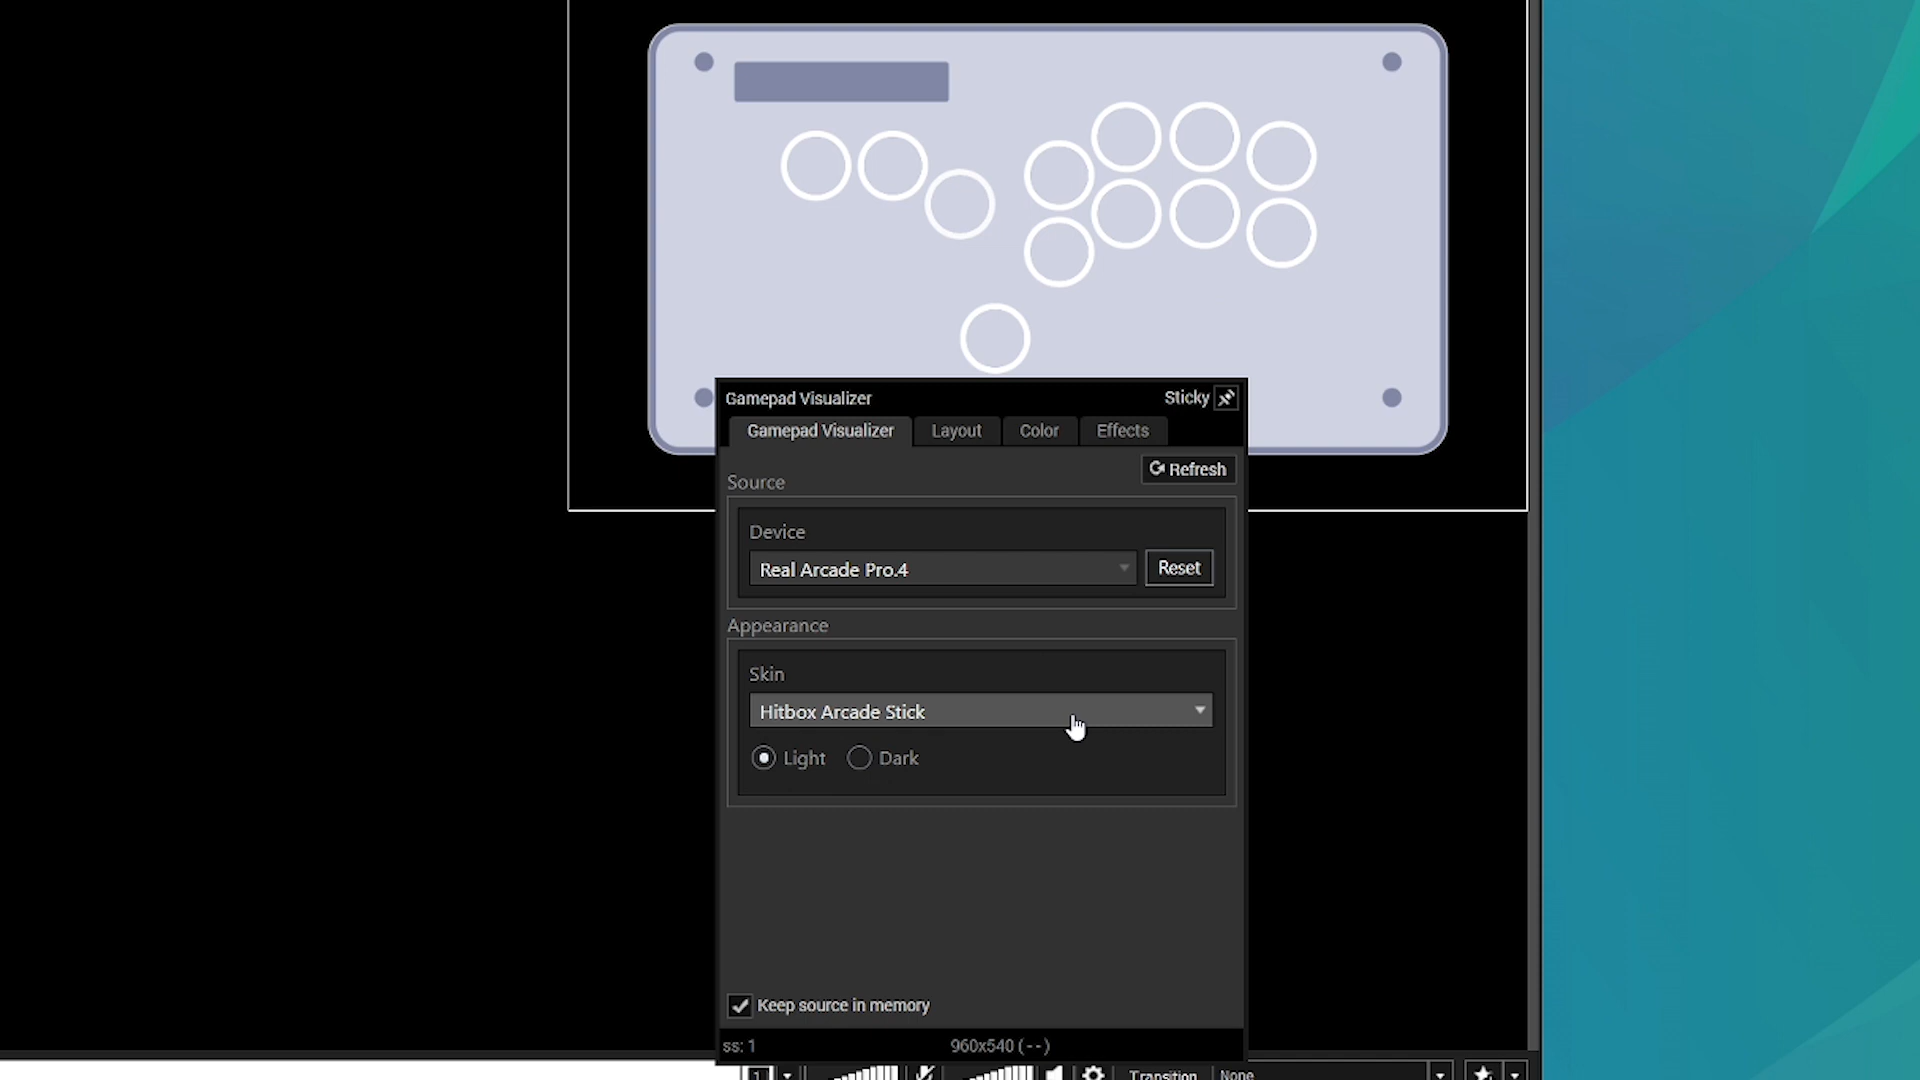 Gamepad Visualizer Sticky
Gamepad Visualizer Layout Color Effects
Refresh
Source
Device
Real Arcade Pro.4 Reset
Appearance
Skin
Hitbox Arcade Stick
Light Dark
Keep source in memory
ss: 1 960x540 (--)
1 Transition None